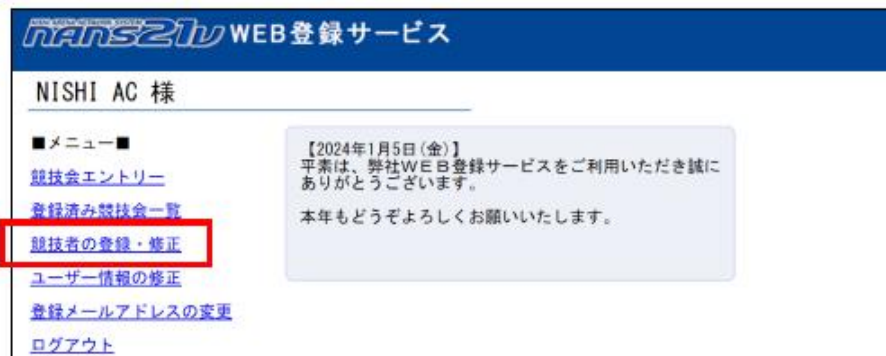 nans21v WEB登録サービス
NISHI AC 様
■メニュー■
競技会エントリー
登録済み競技会一覧
競技者の登録・修正
ユーザー情報の修正
登録メールアドレスの変更
ログアウト
【2024年1月5日(金)】
平素は、弊社ＷＥＢ登録サービスをご利用いただき誠に
ありがとうございます。
本年もどうぞよろしくお願いいたします。